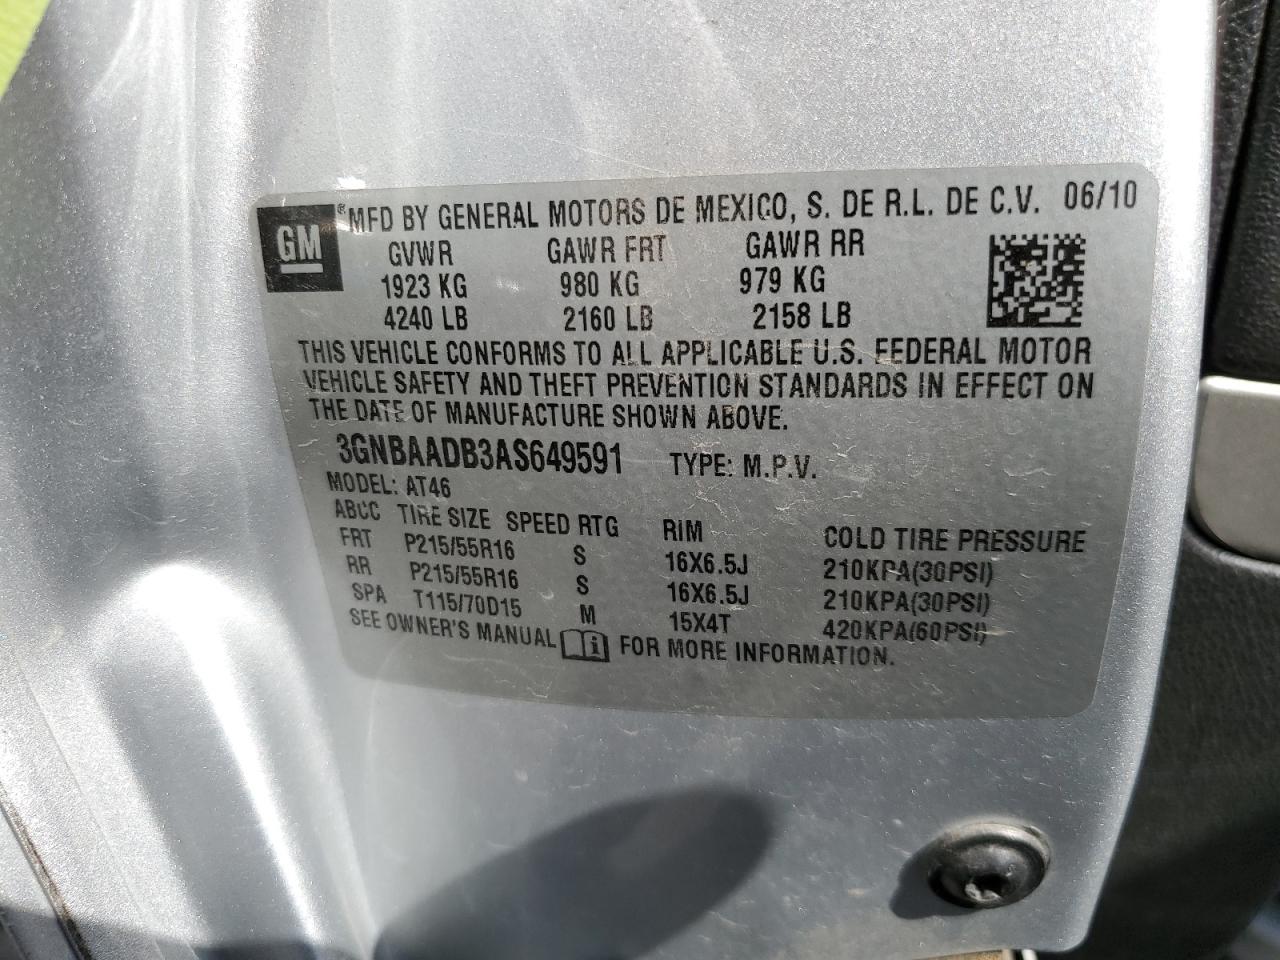 GM ® MFD BY GENERAL MOTORS DE MEXICO, S. DE R.L. DE C.V. 06/10
GVWR GAWR FRT GAWR RR
1923 KG 980 KG 979 KG
4240 LB 2160 LB 2158 LB
THIS VEHICLE CONFORMS TO ALL APPLICABLE U.S. FEDERAL MOTOR
VEHICLE SAFETY AND THEFT PREVENTION STANDARDS IN EFFECT ON
THE DATE OF MANUFACTURE SHOWN ABOVE.
3GNBAADB3AS649591 TYPE: M.P.V.
MODEL: AT46
ABCC TIRE SIZE SPEED RTG RIM COLD TIRE PRESSURE
FRT P215/55R16 S 16X6.5J 210KPA(30PSI)
RR P215/55R16 S 16X6.5J 210KPA(30PSI)
SPA T115/70D15 M 15X4T 420KPA(60PSI)
SEE OWNER'S MANUAL i FOR MORE INFORMATION.